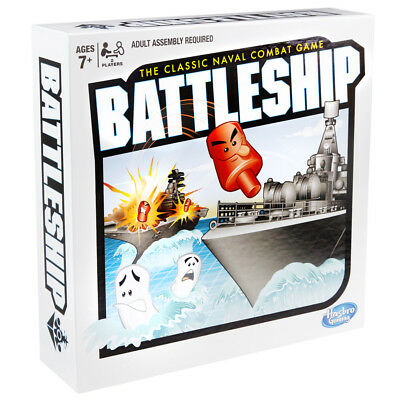 AGES
7+
2 PLAYERS
ADULT ASSEMBLY REQUIRED
THE CLASSIC NAVAL COMBAT GAME
BATTLESHIP
BATTLESHIP
Hasbro
Gaming